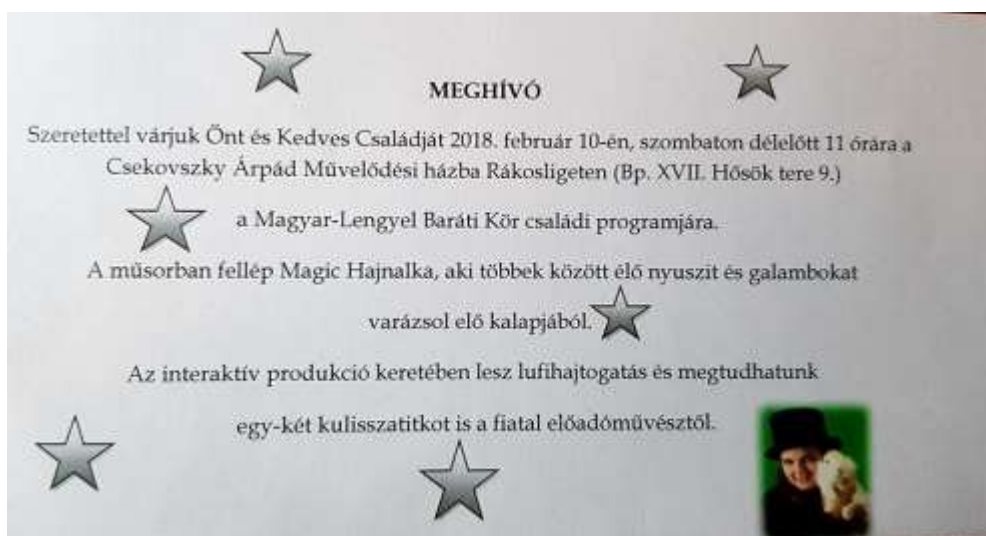 MEGHÍVÓ
Szeretettel várjuk Önt és Kedves Családját 2018. február 10-én, szombaton délelőtt 11 órára a
Csekovszky Árpád Művelődési házba Rákosligeten (Bp. XVII. Hősök tere 9.)
a Magyar-Lengyel Baráti Kör családi programjára.
A műsorban fellép Magic Hajnalka, aki többek között élő nyuszit és galambokat
varázsol elő kalapjából.
Az interaktív produkció keretében lesz lufihajtogatás és megtudhatunk
egy-két kulisszatitkot is a fiatal előadóművésztől.